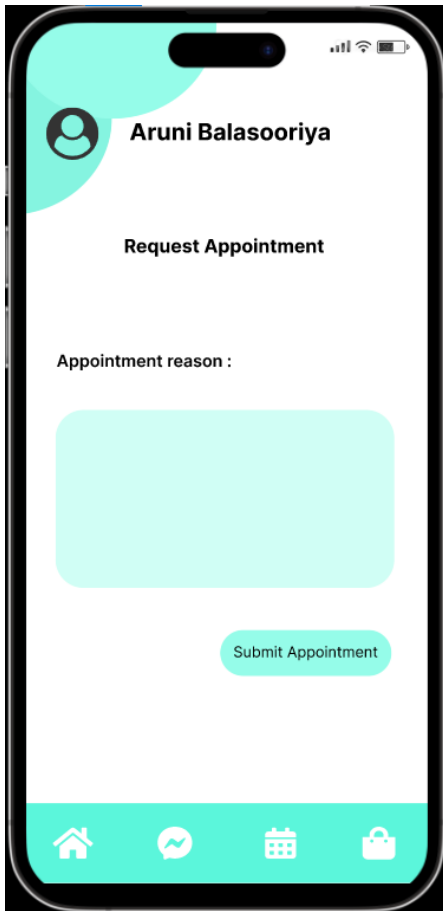 Aruni Balasooriya
Request Appointment
Appointment reason :
Submit Appointment